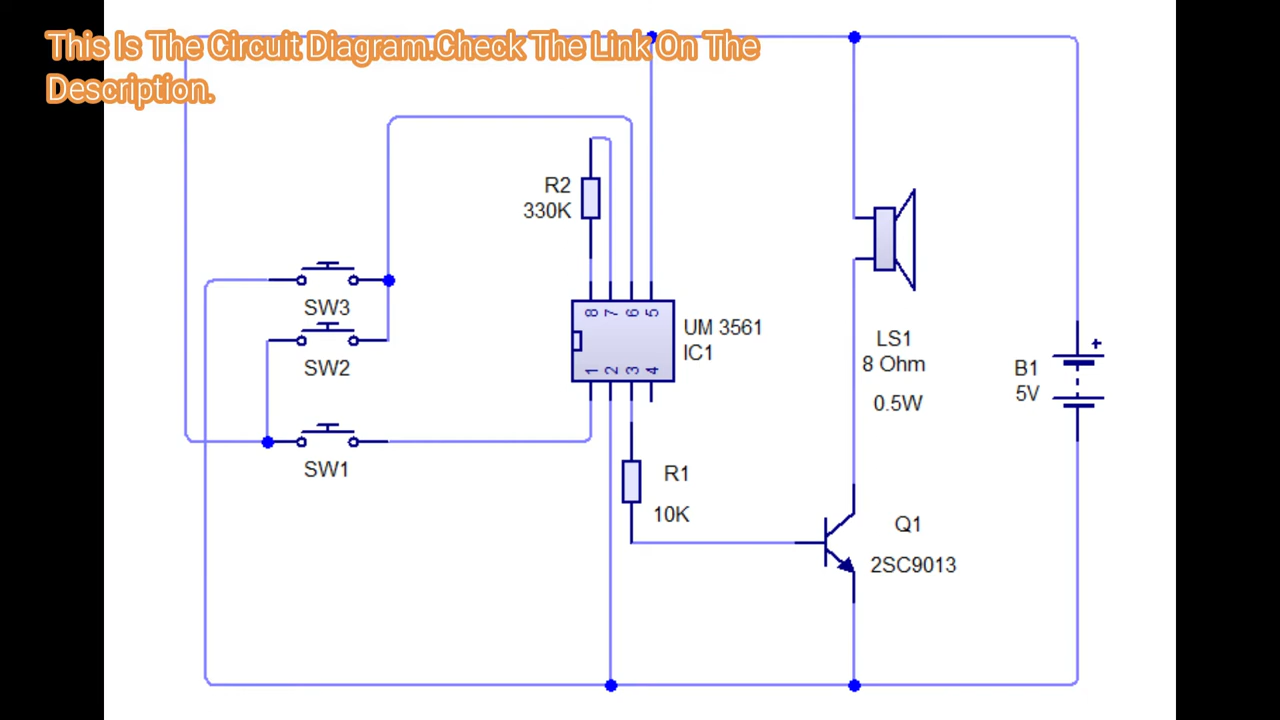 This Is The Circuit Diagram.Check The Link On The
Description.
R2
330K
SW3
SW2
SW1
8 7 6 5
1 2 3 4
UM 3561
IC1
R1
10K
LS1
8 Ohm
0.5W
Q1
2SC9013
+
B1
5V